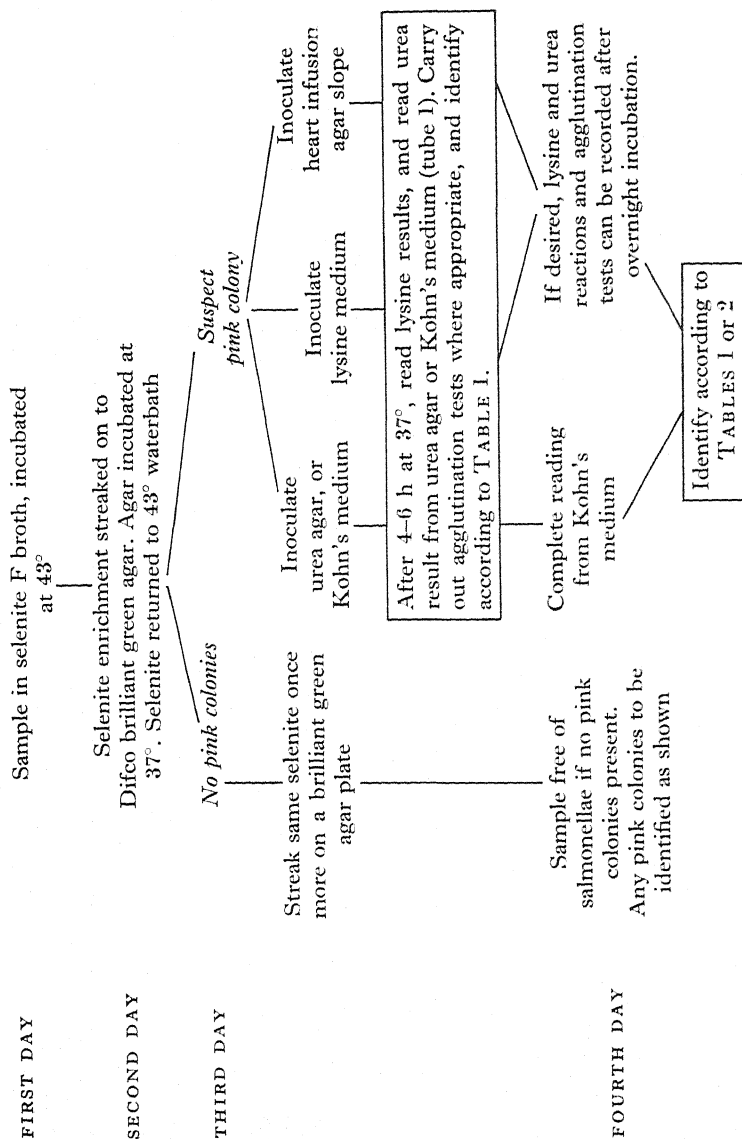 FIRST DAY
Sample in selenite F broth, incubated
at 43°
SECOND DAY
Selenite enrichment streaked on to
Difco brilliant green agar. Agar incubated at
37°. Selenite returned to 43° waterbath
THIRD DAY
No pink colonies
Suspect
pink colony
Streak same selenite once
more on a brilliant green
agar plate
Inoculate
urea agar, or
Kohn's medium
Inoculate
lysine medium
Inoculate
heart infusion
agar slope
After 4–6 h at 37°, read lysine results, and read urea
result from urea agar or Kohn's medium (tube 1). Carry
out agglutination tests where appropriate, and identify
according to TABLE 1.
FOURTH DAY
Sample free of
salmonellae if no pink
colonies present.
Any pink colonies to be
identified as shown
Complete reading
from Kohn's
medium
If desired, lysine and urea
reactions and agglutination
tests can be recorded after
overnight incubation.
Identify according to
TABLES 1 or 2